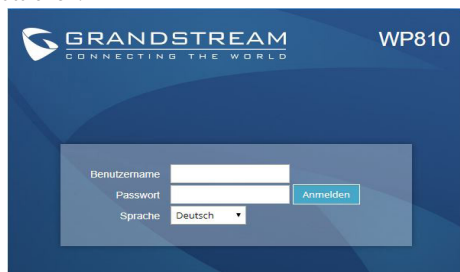 GRANDSTREAM
CONNECTING THE WORLD
WP810
Benutzername
Passwort
Anmelden
Sprache
Deutsch